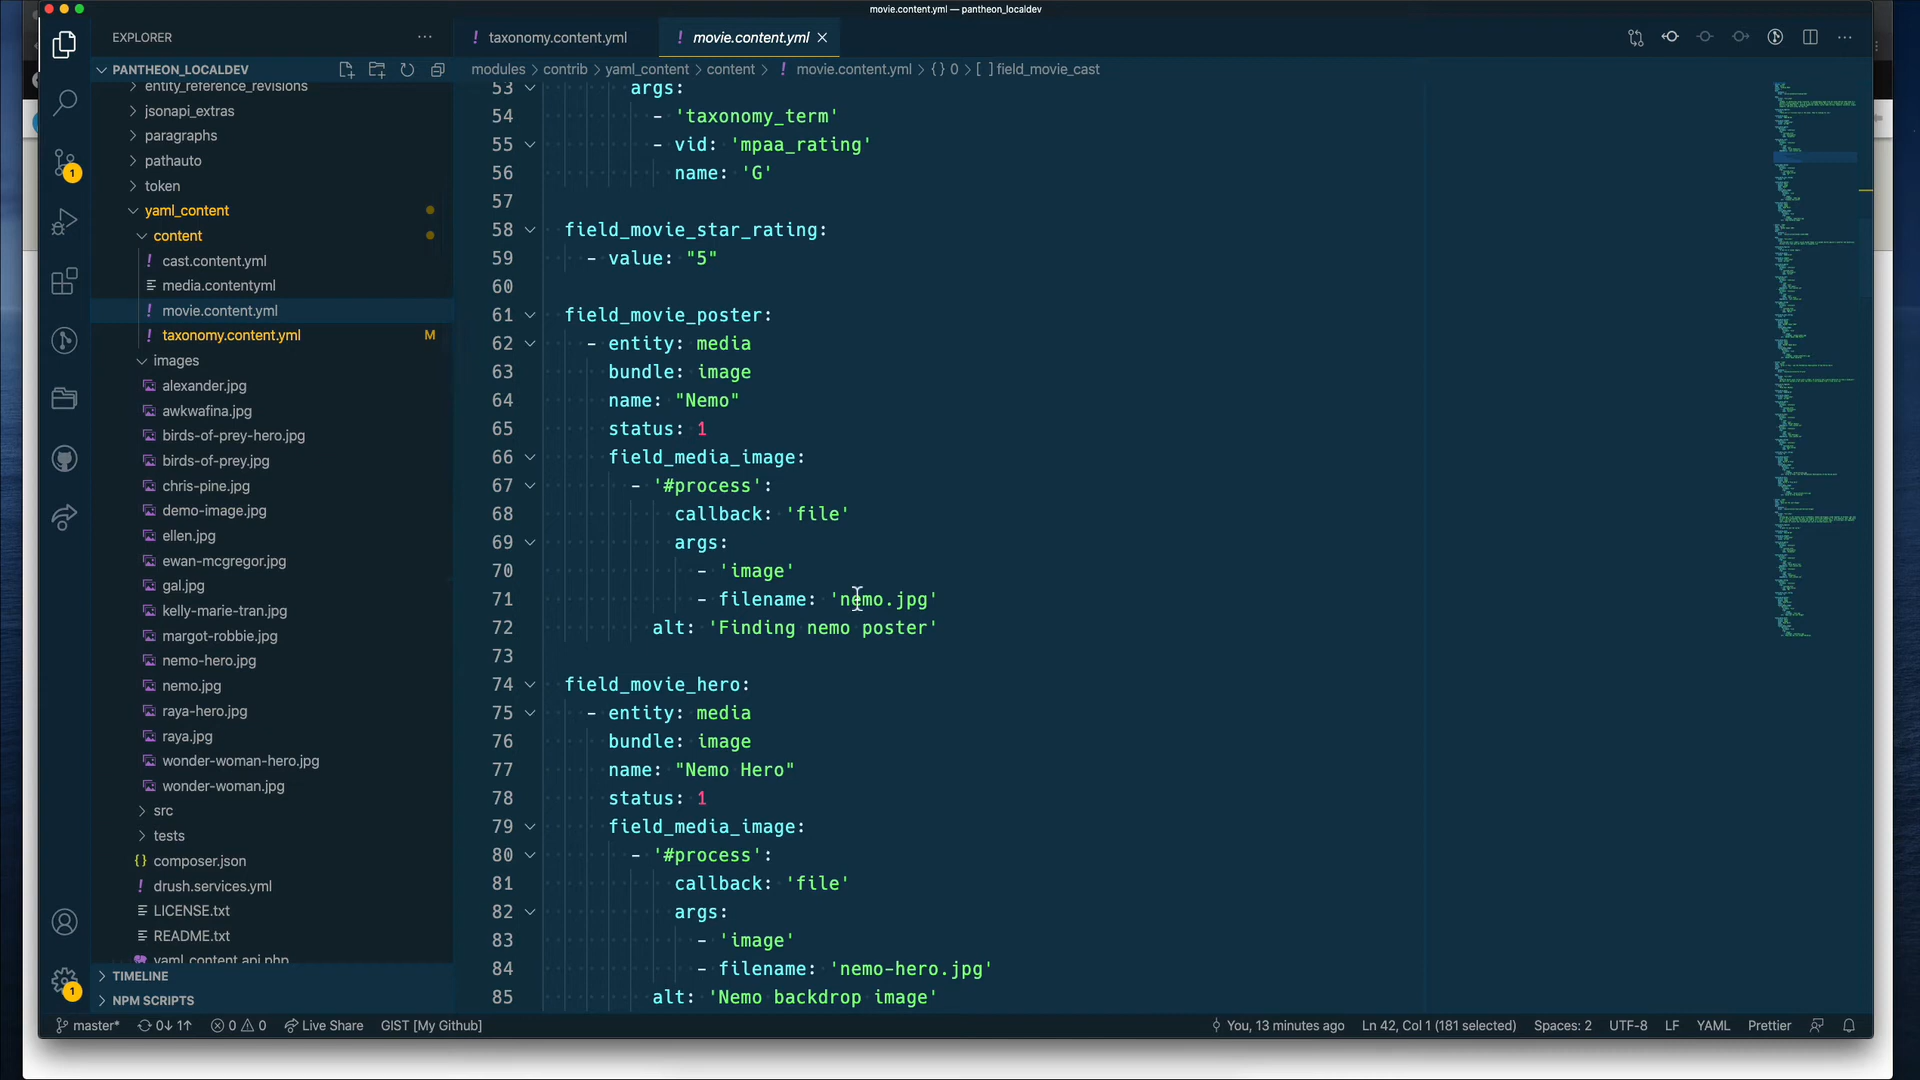 movie.content.yml — pantheon_localdev
EXPLORER
taxonomy.content.yml
movie.content.yml
PANTHEON_LOCALDEV
modules > contrib > yaml_content > content > ! movie.content.yml > {} 0 > [ ] field_movie_cast
entity_reference_revisions
jsonapi_extras
paragraphs
pathauto
token
yaml_content
content
cast.content.yml
media.contentyml
movie.content.yml
taxonomy.content.yml M
images
alexander.jpg
awkwafina.jpg
birds-of-prey-hero.jpg
birds-of-prey.jpg
chris-pine.jpg
demo-image.jpg
ellen.jpg
ewan-mcgregor.jpg
gal.jpg
kelly-marie-tran.jpg
margot-robbie.jpg
nemo-hero.jpg
nemo.jpg
raya-hero.jpg
raya.jpg
wonder-woman-hero.jpg
wonder-woman.jpg
src
tests
composer.json
drush.services.yml
LICENSE.txt
README.txt
yaml_content.api.php
TIMELINE
NPM SCRIPTS
1
1
53 args:
54 - 'taxonomy_term'
55 - vid: 'mpaa_rating'
56 name: 'G'
57
58 field_movie_star_rating:
59 - value: "5"
60
61 field_movie_poster:
62 - entity: media
63 bundle: image
64 name: "Nemo"
65 status: 1
66 field_media_image:
67 - '#process':
68 callback: 'file'
69 args:
70 - 'image'
71 - filename: 'nemo.jpg'
72 alt: 'Finding nemo poster'
73
74 field_movie_hero:
75 - entity: media
76 bundle: image
77 name: "Nemo Hero"
78 status: 1
79 field_media_image:
80 - '#process':
81 callback: 'file'
82 args:
83 - 'image'
84 - filename: 'nemo-hero.jpg'
85 alt: 'Nemo backdrop image'
master* 0↓ 1↑ 0 0 Live Share GIST [My Github] You, 13 minutes ago Ln 42, Col 1 (181 selected) Spaces: 2 UTF-8 LF YAML Prettier